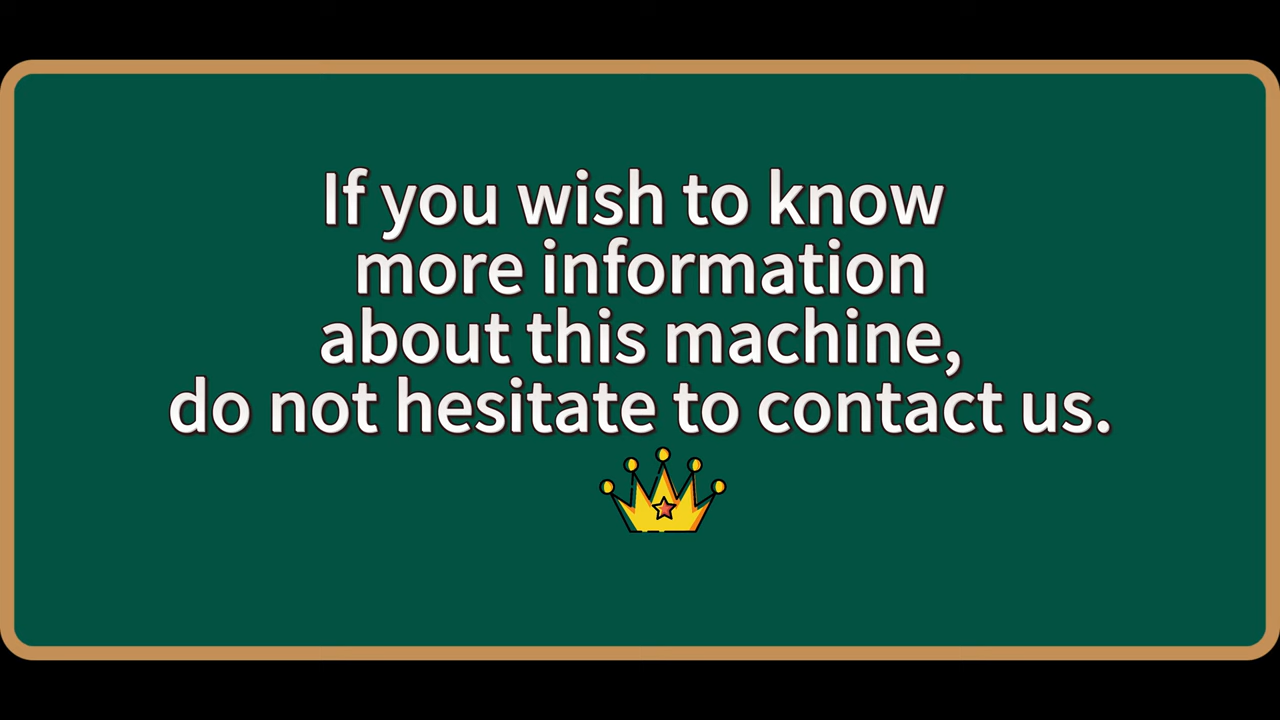 If you wish to know
more information
about this machine,
do not hesitate to contact us.